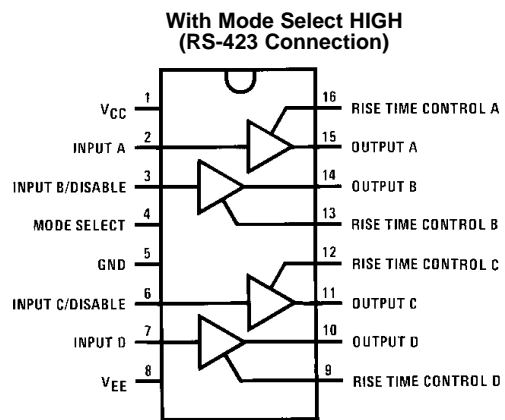 With Mode Select HIGH
(RS-423 Connection)
VCC 1
INPUT A 2
INPUT B/DISABLE 3
MODE SELECT 4
GND 5
INPUT C/DISABLE 6
INPUT D 7
VEE 8
16 RISE TIME CONTROL A
15 OUTPUT A
14 OUTPUT B
13 RISE TIME CONTROL B
12 RISE TIME CONTROL C
11 OUTPUT C
10 OUTPUT D
9 RISE TIME CONTROL D